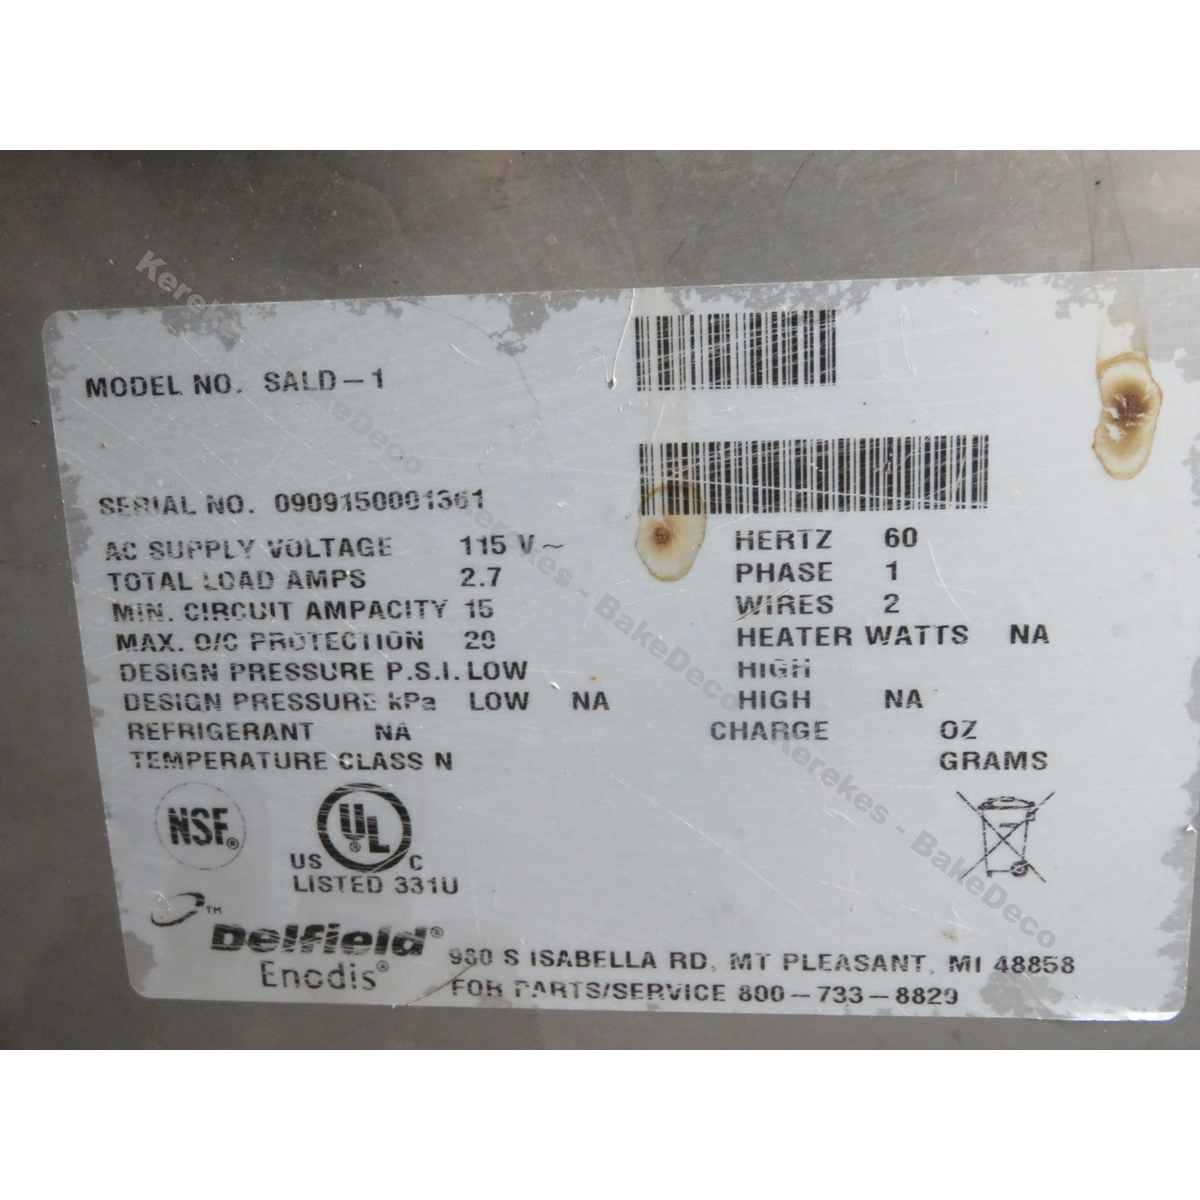 MODEL NO. SALD-1
SERIAL NO. 0909150001361
AC SUPPLY VOLTAGE 115 V~ HERTZ 60
TOTAL LOAD AMPS 2.7 PHASE 1
MIN. CIRCUIT AMPACITY 15 WIRES 2
MAX. O/C PROTECTION 20 HEATER WATTS NA
DESIGN PRESSURE P.S.I. LOW HIGH
DESIGN PRESSURE kPa LOW NA HIGH NA
REFRIGERANT NA CHARGE OZ
TEMPERATURE CLASS N GRAMS
NSF®
UL®
US C
LISTED 331U
™ Delfield®
Enodis®
980 S ISABELLA RD, MT PLEASANT, MI 48858
FOR PARTS/SERVICE 800-733-8829
Kerekes - BakeDeco - Kerekes - BakeDeco - Kerekes - BakeDeco